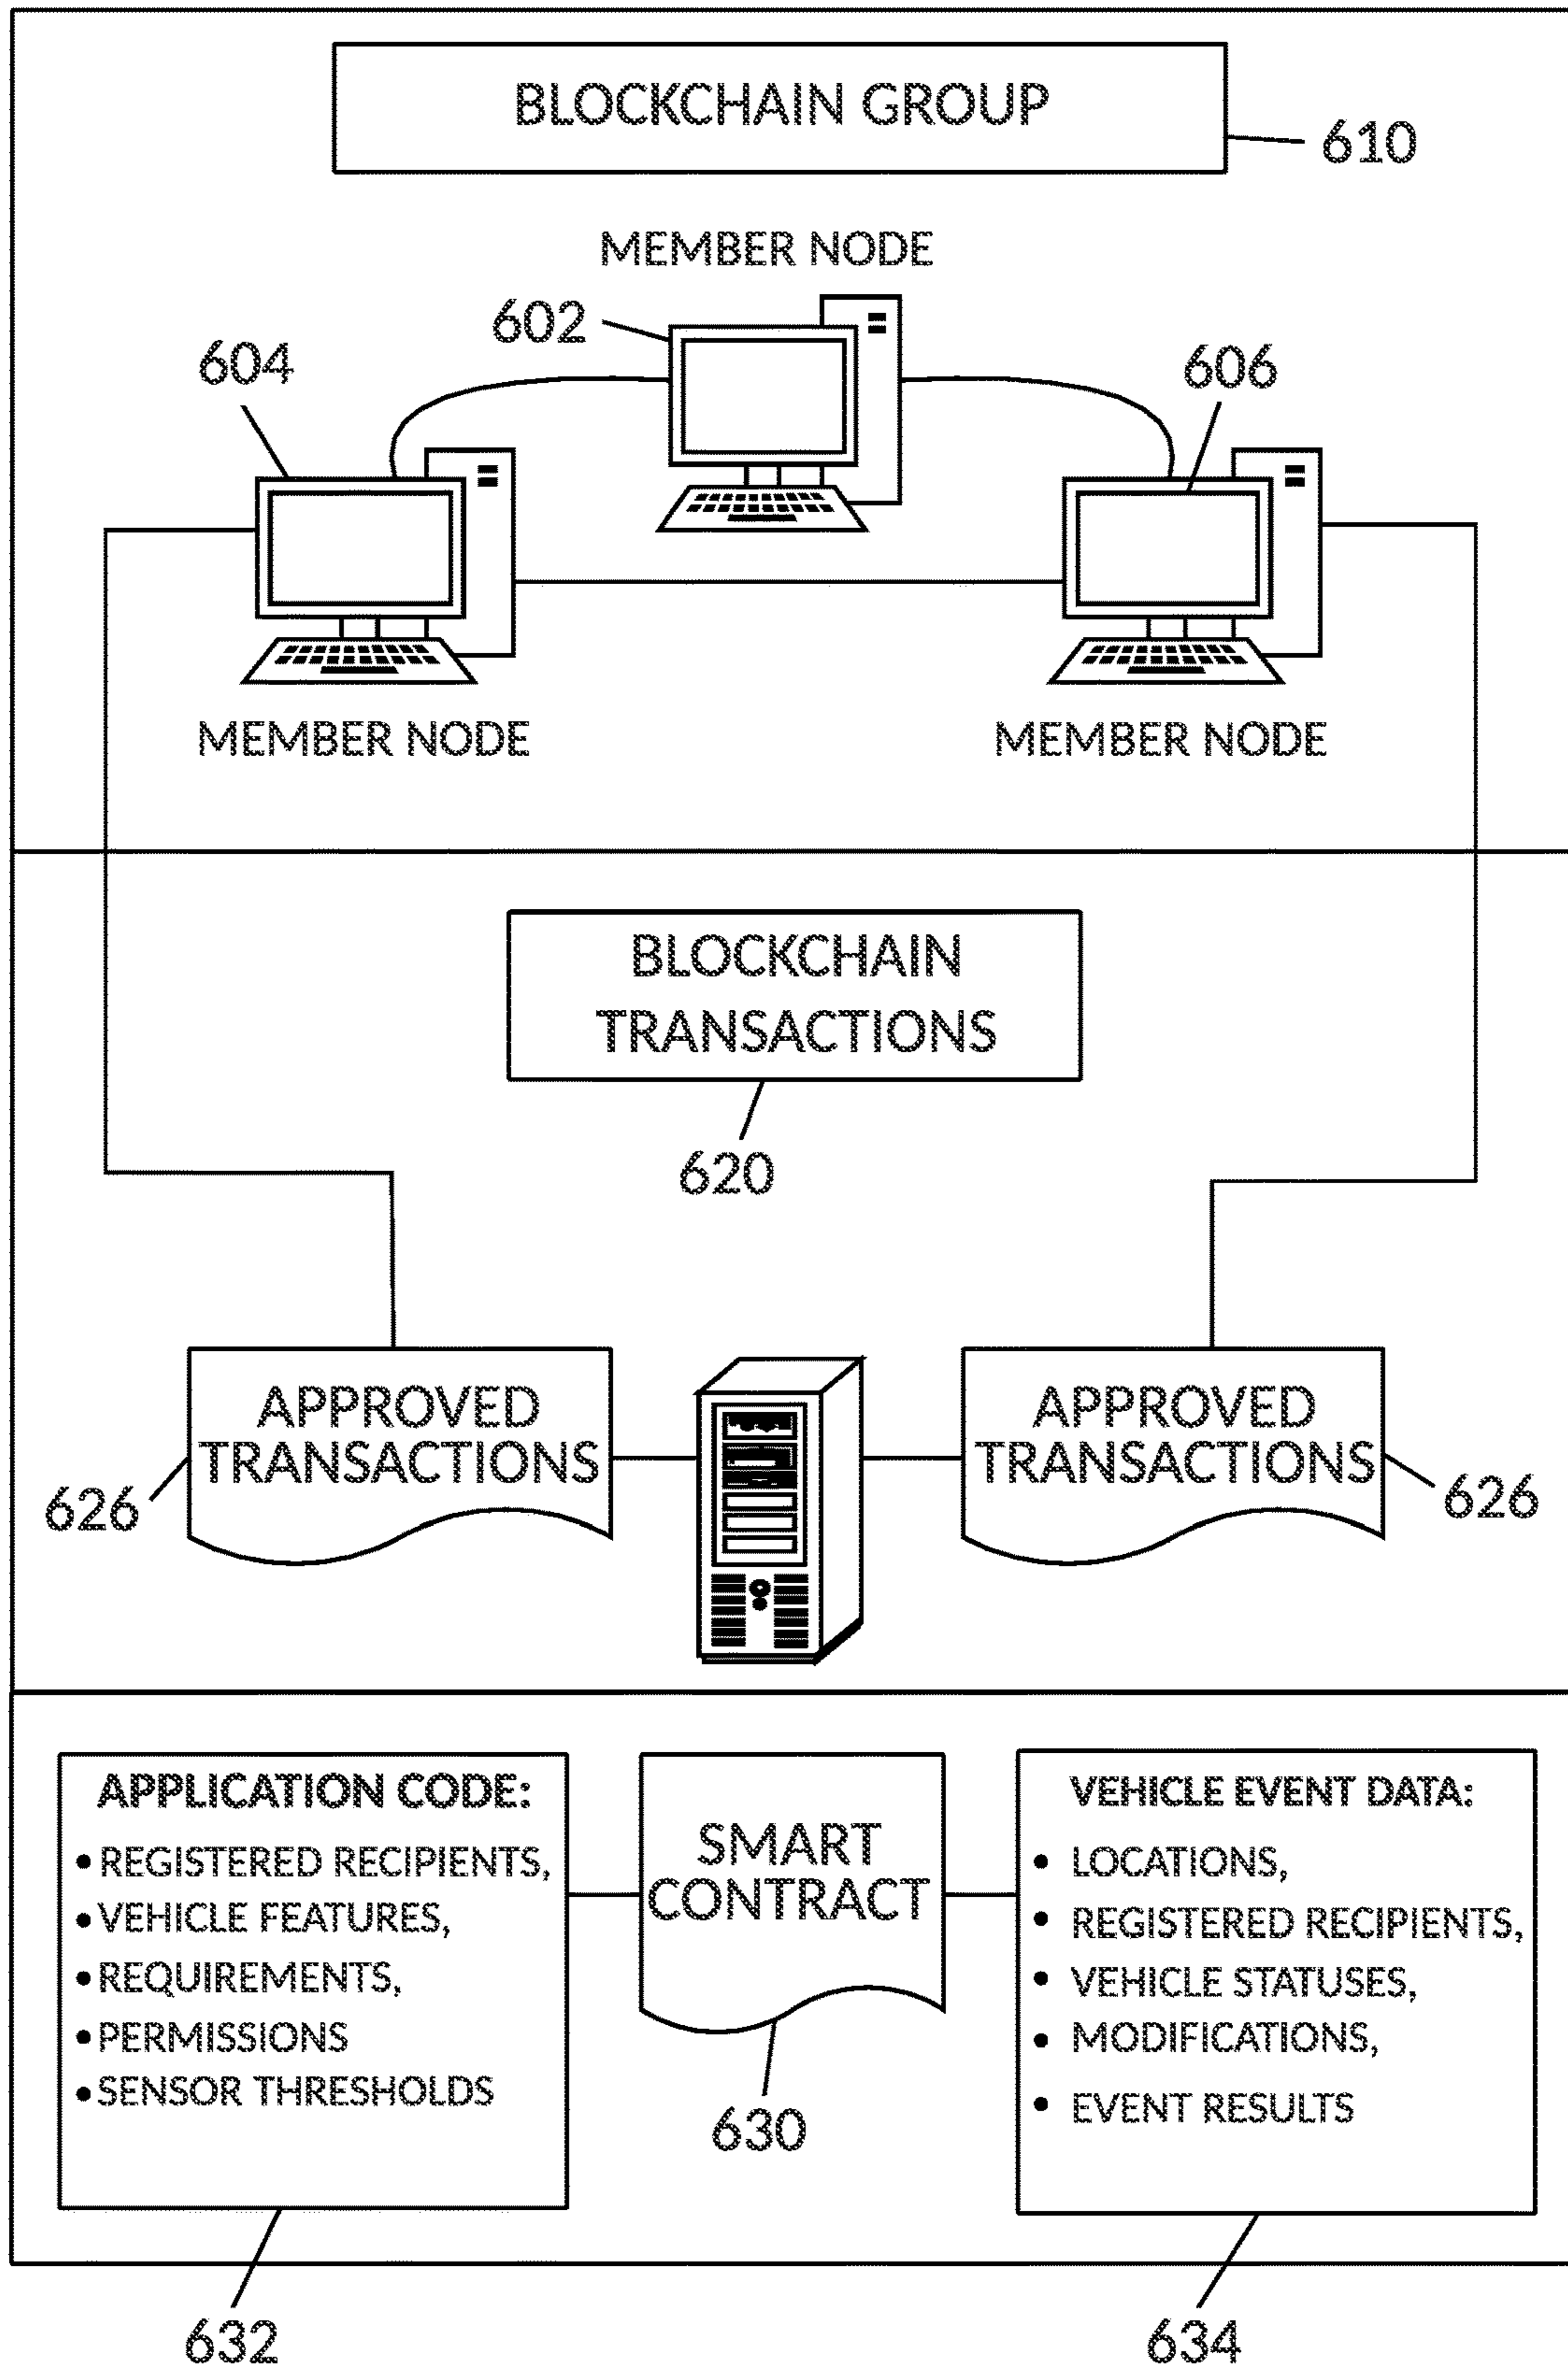 BLOCKCHAIN GROUP
610
MEMBER NODE
602
604
606
MEMBER NODE
MEMBER NODE
BLOCKCHAIN
TRANSACTIONS
620
APPROVED
TRANSACTIONS
626
APPROVED
TRANSACTIONS
626
APPLICATION CODE:
• REGISTERED RECIPIENTS,
• VEHICLE FEATURES,
• REQUIREMENTS,
• PERMISSIONS
• SENSOR THRESHOLDS
SMART
CONTRACT
630
VEHICLE EVENT DATA:
• LOCATIONS,
• REGISTERED RECIPIENTS,
• VEHICLE STATUSES,
• MODIFICATIONS,
• EVENT RESULTS
632
634